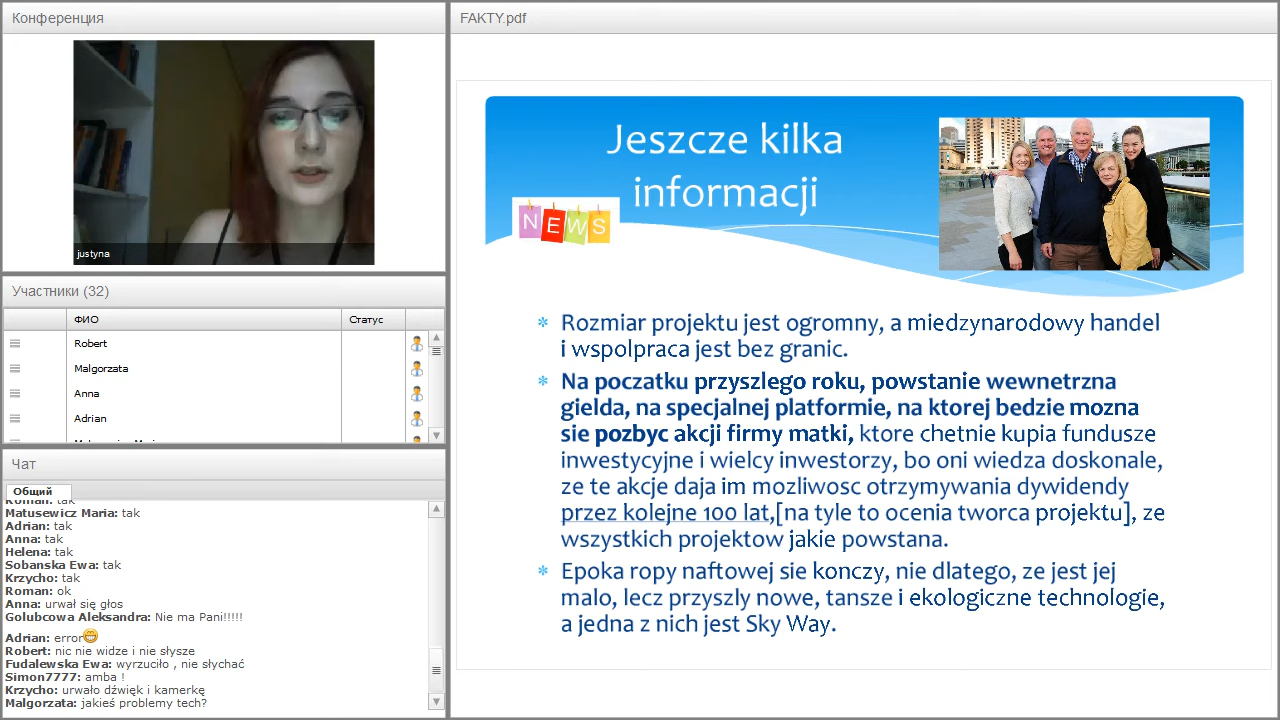 Конференция
justyna
Участники (32)
ФИО
Статус
Robert
Malgorzata
Anna
Adrian
Чат
Общий
Roman: tak
Matusewicz Maria: tak
Adrian: tak
Anna: tak
Helena: tak
Sobanska Ewa: tak
Krzycho: tak
Roman: ok
Anna: urwał się głos
Golubcowa Aleksandra: Nie ma Pani!!!!!
Adrian: error
Robert: nic nie widze i nie słysze
Fudalewska Ewa: wyrzuciło , nie słychać
Simon7777: amba !
Krzycho: urwało dźwięk i kamerkę
Malgorzata: jakieś problemy tech?
FAKTY.pdf
Jeszcze kilka
informacji
NEWS
Rozmiar projektu jest ogromny, a miedzynarodowy handel
i wspolpraca jest bez granic.
Na poczatku przyszlego roku, powstanie wewnetrzna
gielda, na specjalnej platformie, na ktorej bedzie mozna
sie pozbyc akcji firmy matki, ktore chetnie kupia fundusze
inwestycyjne i wielcy inwestorzy, bo oni wiedza doskonale,
ze te akcje daja im mozliwosc otrzymywania dywidendy
przez kolejne 100 lat,[na tyle to ocenia tworca projektu], ze
wszystkich projektow jakie powstana.
Epoka ropy naftowej sie konczy, nie dlatego, ze jest jej
malo, lecz przyszly nowe, tansze i ekologiczne technologie,
a jedna z nich jest Sky Way.